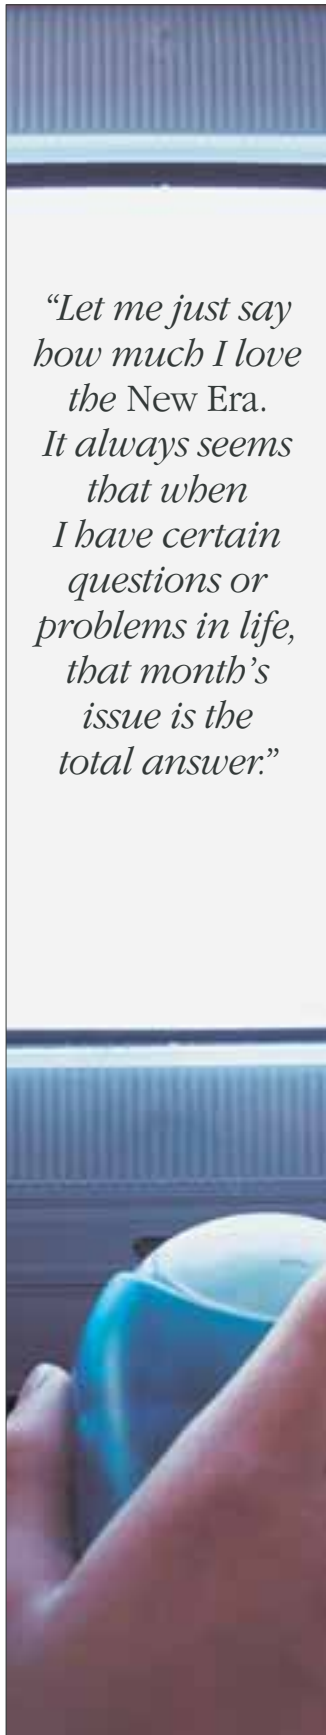 “Let me just say
how much I love
the New Era.
It always seems
that when
I have certain
questions or
problems in life,
that month’s
issue is the
total answer.”